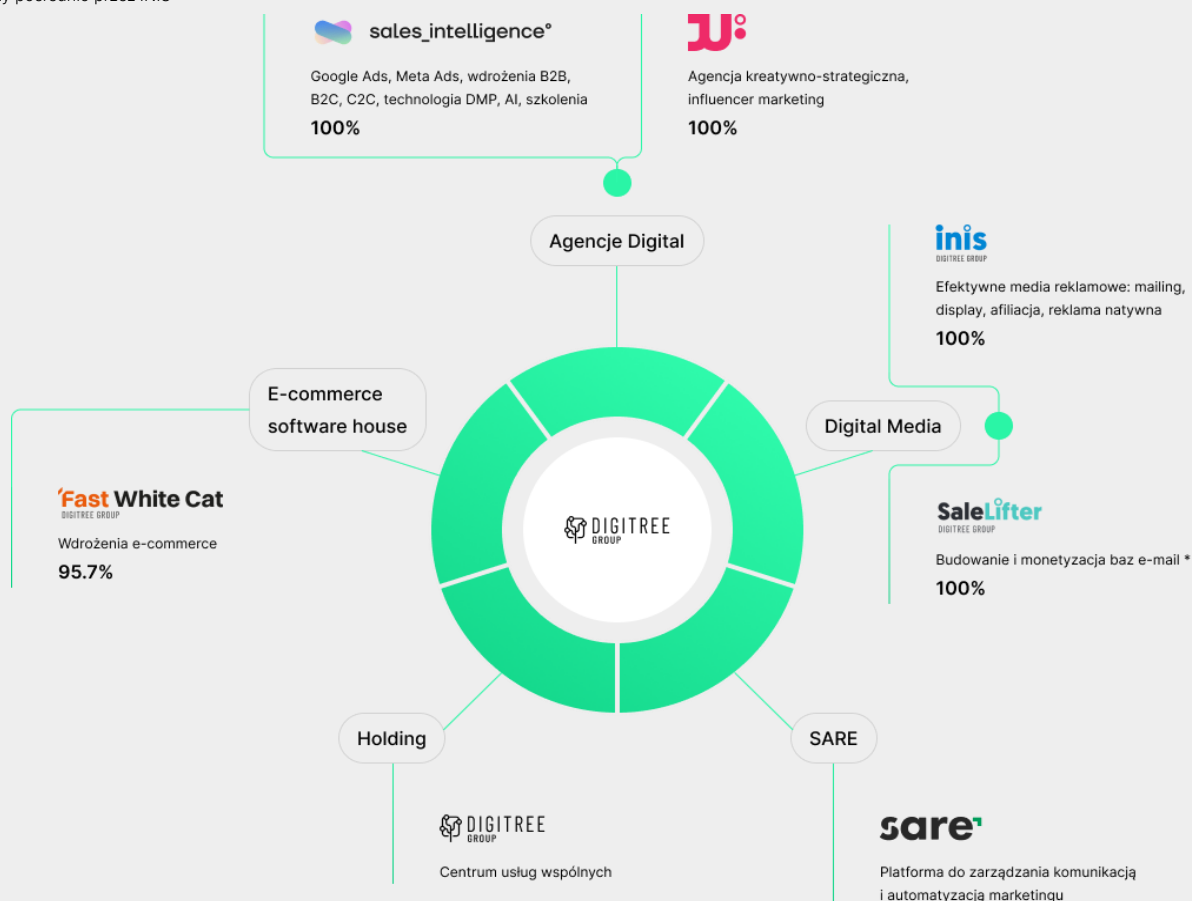 sales_intelligence°
Google Ads, Meta Ads, wdrożenia B2B,
B2C, C2C, technologia DMP, AI, szkolenia
100%
Agencja kreatywno-strategiczna,
influencer marketing
100%
Agencje Digital
inis
DIGITREE GROUP
Efektywne media reklamowe: mailing,
display, afiliacja, reklama natywna
100%
E-commerce
software house
Digital Media
Fast White Cat
DIGITREE GROUP
Wdrożenia e-commerce
95.7%
DIGITREE
GROUP
SaleLifter
DIGITREE GROUP
Budowanie i monetyzacja baz e-mail *
100%
Holding
SARE
DIGITREE
GROUP
Centrum usług wspólnych
sare
Platforma do zarządzania komunikacją
i automatyzacją marketingu